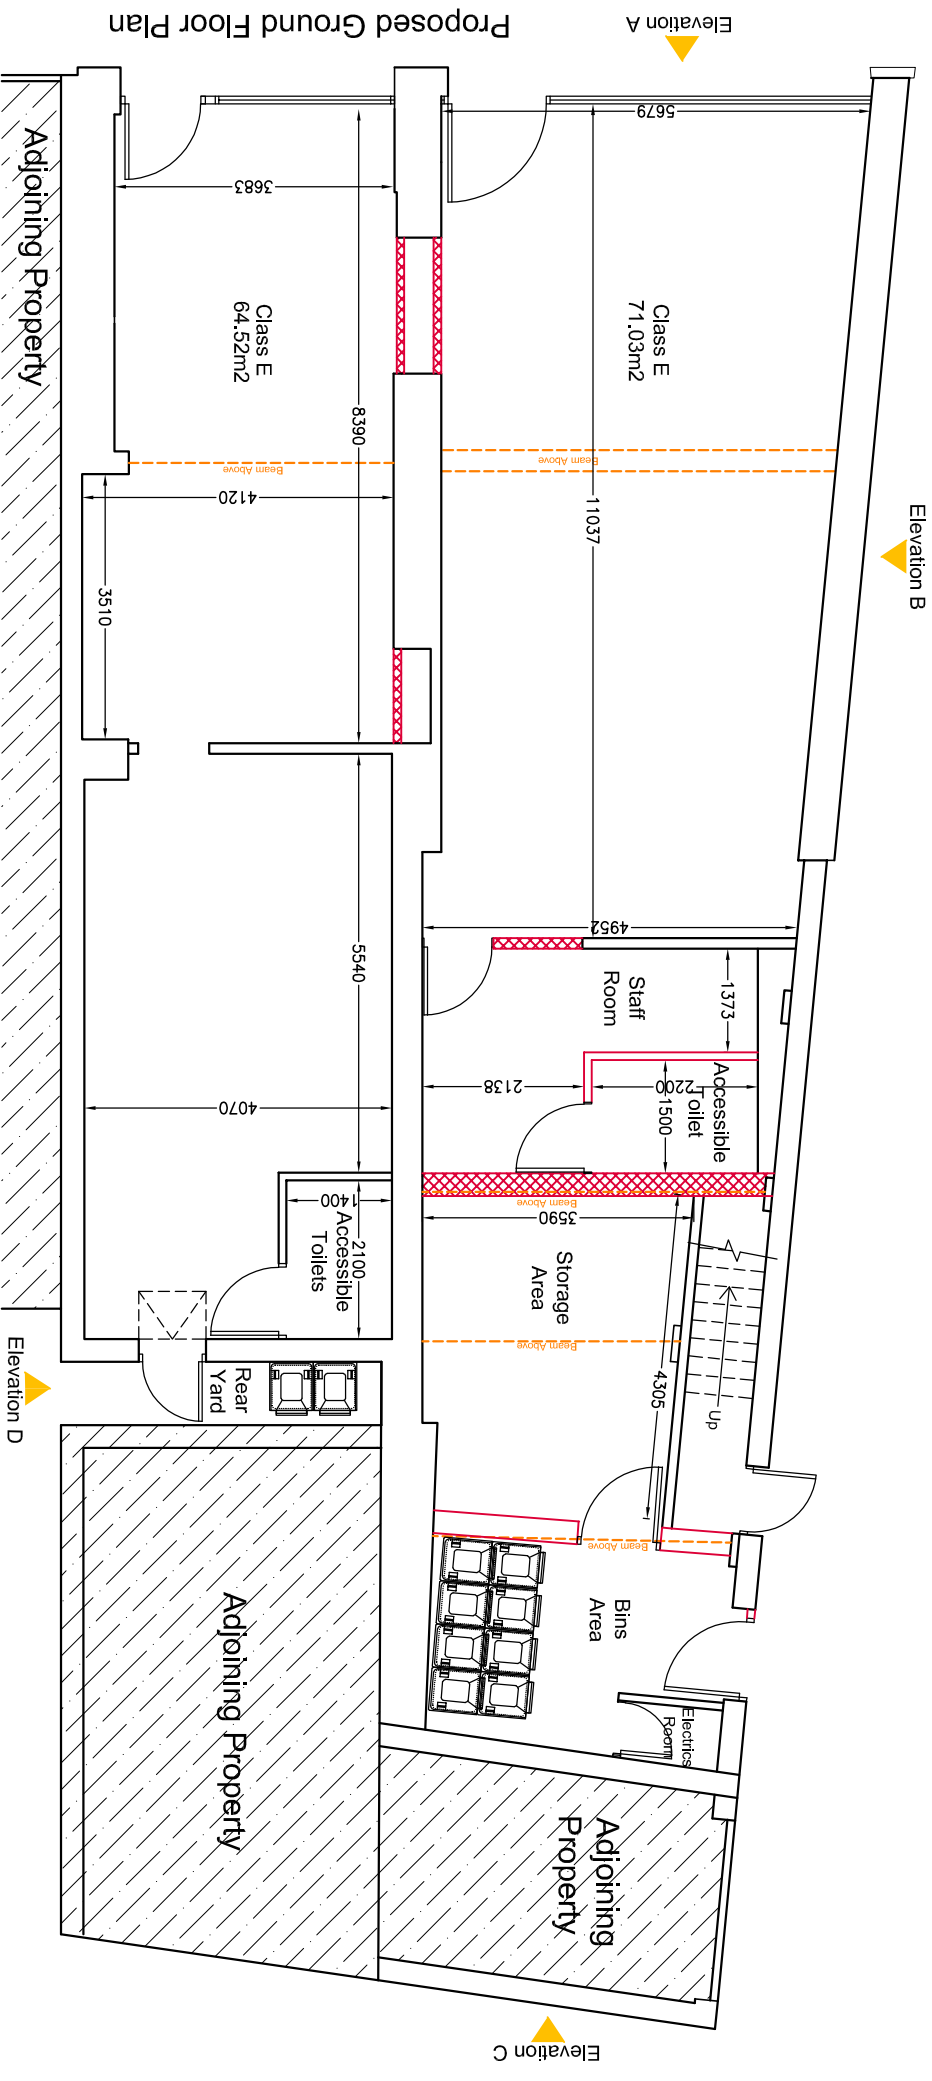 Proposed Ground Floor Plan
Elevation A
5679
3683
Adjoining Property
Class E
64.52m2
Class E
71.03m2
8390
11037
Beam Above
Beam Above
4120
3510
Elevation B
4952
5540
Staff
Room
1373
2138
2200
1500
Accessible
Toilet
4070
1400
2100
Accessible
Toilets
Beam Above
3590
Storage
Area
Beam Above
4305
Up
Rear
Yard
Elevation D
Beam Above
Bins
Area
Electrics
Room
Adjoining Property
Adjoining
Property
Elevation C